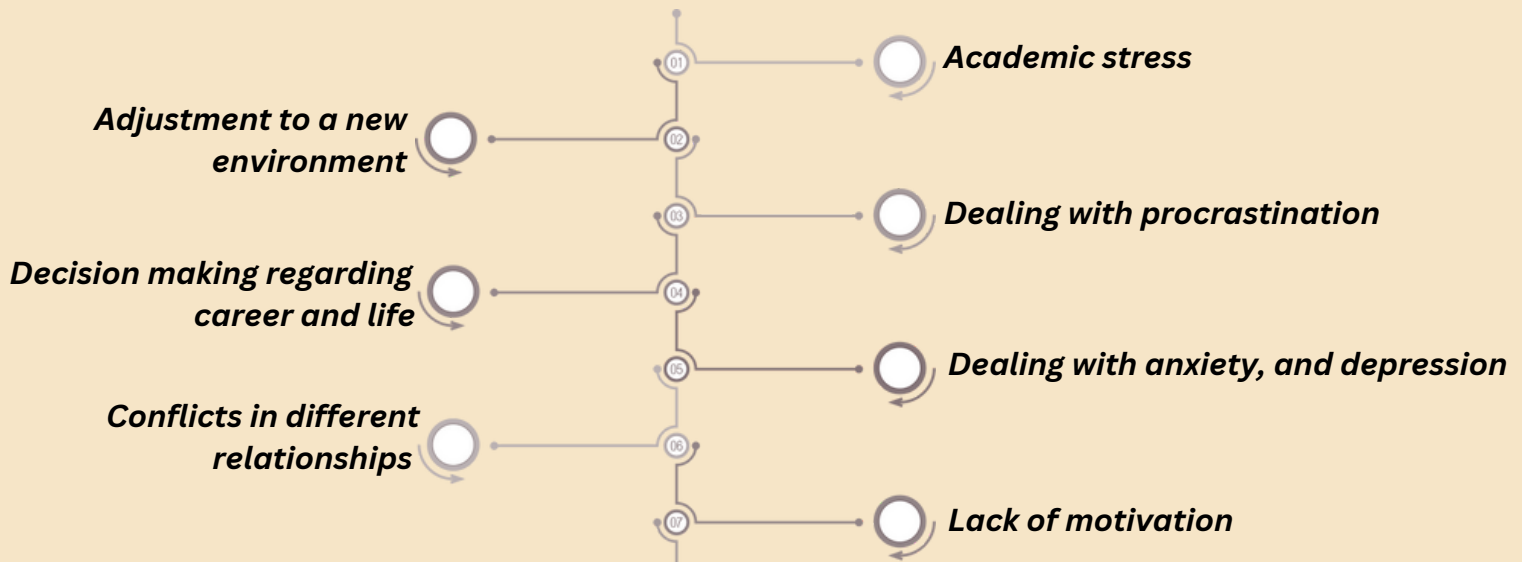 01
Academic stress
Adjustment to a new
environment
02
03
Dealing with procrastination
Decision making regarding
career and life
04
05
Dealing with anxiety, and depression
Conflicts in different
relationships
06
07
Lack of motivation